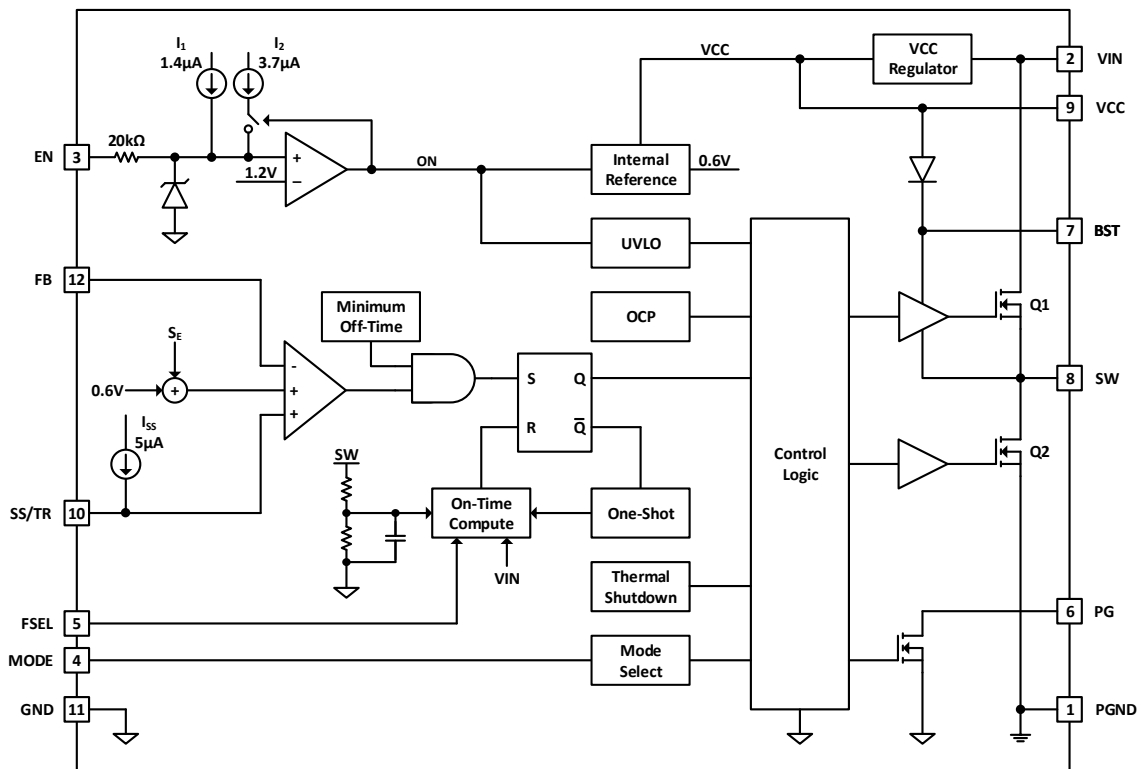 I1
1.4µA
I2
3.7µA
VCC
VCC
Regulator
2
VIN
9
VCC
20kΩ
EN
3
+
1.2V
−
ON
Internal
Reference
0.6V
UVLO
7
BST
FB
12
Minimum
Off-Time
OCP
Q1
SE
0.6V
+
-
+
+
S
Q
R
Q̅
8
SW
ISS
5µA
SW
Control
Logic
Q2
SS/TR
10
On-Time
Compute
One-Shot
VIN
Thermal
Shutdown
FSEL
5
6
PG
MODE
4
Mode
Select
GND
11
1
PGND